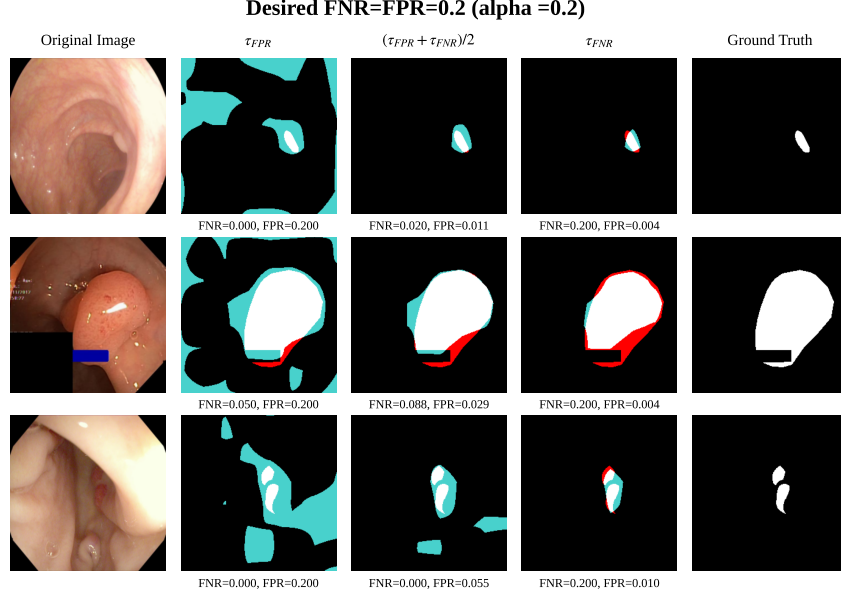 Desired FNR=FPR=0.2 (alpha =0.2)
Original Image
τ_FPR
(τ_FPR + τ_FNR)/2
τ_FNR
Ground Truth
FNR=0.000, FPR=0.200
FNR=0.020, FPR=0.011
FNR=0.200, FPR=0.004
FNR=0.050, FPR=0.200
FNR=0.088, FPR=0.029
FNR=0.200, FPR=0.004
FNR=0.000, FPR=0.200
FNR=0.000, FPR=0.055
FNR=0.200, FPR=0.010